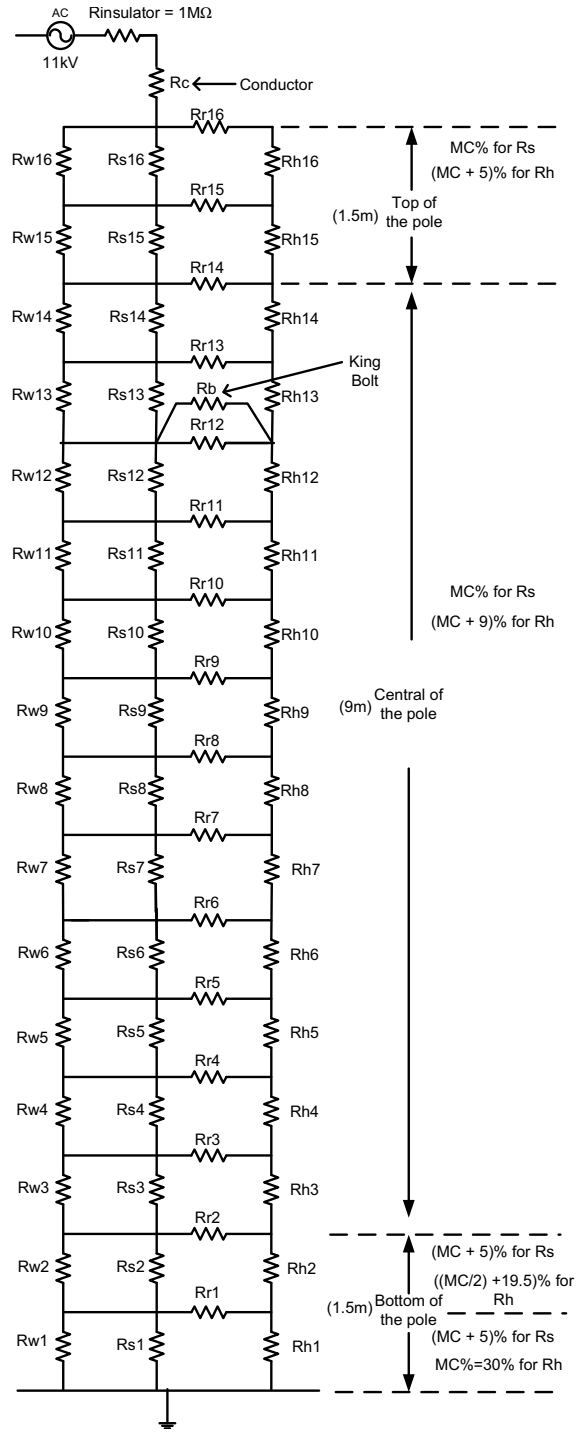 AC
Rinsulator = 1MΩ
11kV
Rc
Conductor
Rr16
Rw16
Rs16
Rh16
MC% for Rs
(MC + 5)% for Rh
Rr15
(1.5m)
Top of
the pole
Rw15
Rs15
Rh15
Rr14
Rw14
Rs14
Rh14
Rr13
King
Bolt
Rw13
Rs13
Rb
Rh13
Rr12
Rw12
Rs12
Rh12
Rr11
Rw11
Rs11
Rh11
Rr10
MC% for Rs
(MC + 9)% for Rh
Rw10
Rs10
Rh10
Rr9
(9m)
Central of
the pole
Rw9
Rs9
Rh9
Rr8
Rw8
Rs8
Rh8
Rr7
Rw7
Rs7
Rh7
Rr6
Rw6
Rs6
Rh6
Rr5
Rw5
Rs5
Rh5
Rr4
Rw4
Rs4
Rh4
Rr3
Rw3
Rs3
Rh3
Rr2
(MC + 5)% for Rs
((MC/2) +19.5)% for
Rh
Rw2
Rs2
Rh2
Rr1
(1.5m)
Bottom of
the pole
(MC + 5)% for Rs
MC%=30% for Rh
Rw1
Rs1
Rh1